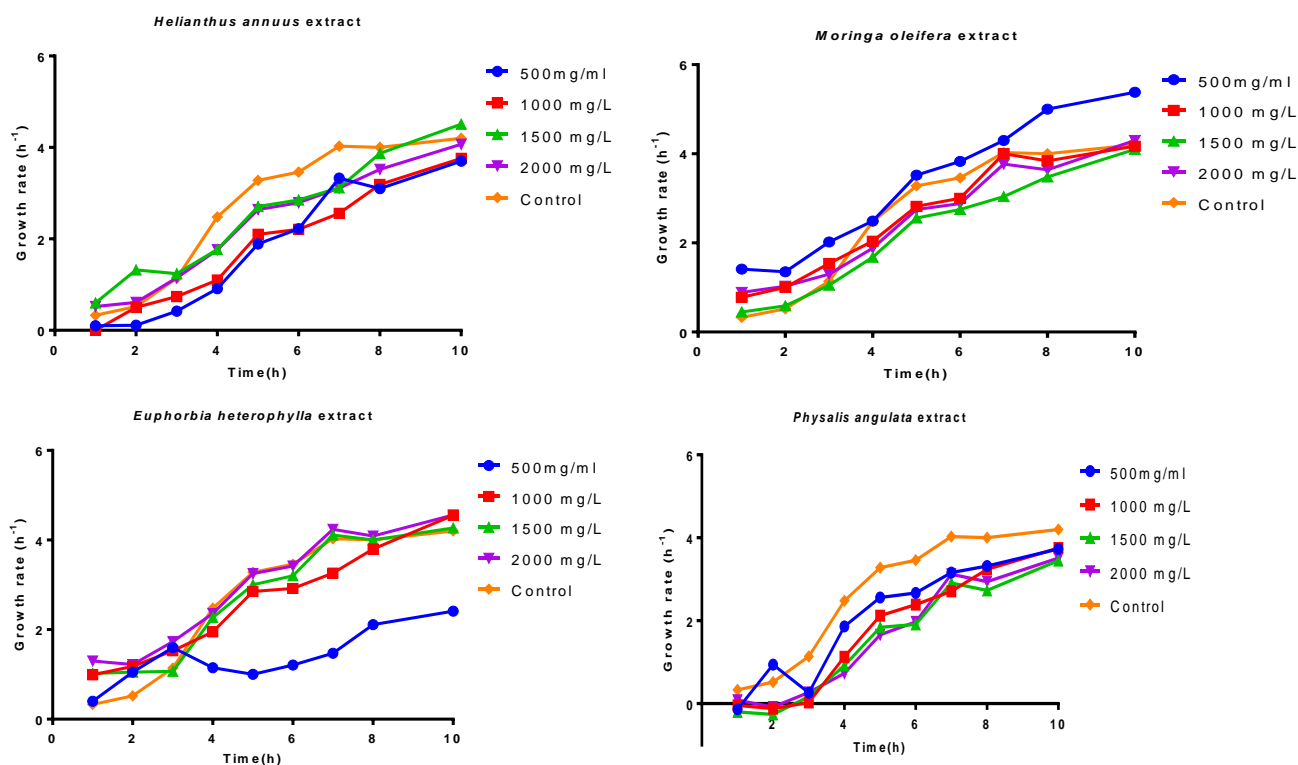 Helianthus annuus extract
6
4
2
0
0 2 4 6 8 10
Growth rate (h-1)
Time(h)
500mg/ml
1000 mg/L
1500 mg/L
2000 mg/L
Control
Moringa oleifera extract
6
4
2
0
0 2 4 6 8 10
Growth rate (h-1)
Time(h)
500mg/ml
1000 mg/L
1500 mg/L
2000 mg/L
Control
Euphorbia heterophylla extract
6
4
2
0
0 2 4 6 8 10
Growth rate (h-1)
Time(h)
500mg/ml
1000 mg/L
1500 mg/L
2000 mg/L
Control
Physalis angulata extract
6
4
2
0
2 4 6 8 10
Growth rate (h-1)
Time(h)
500mg/ml
1000 mg/L
1500 mg/L
2000 mg/L
Control